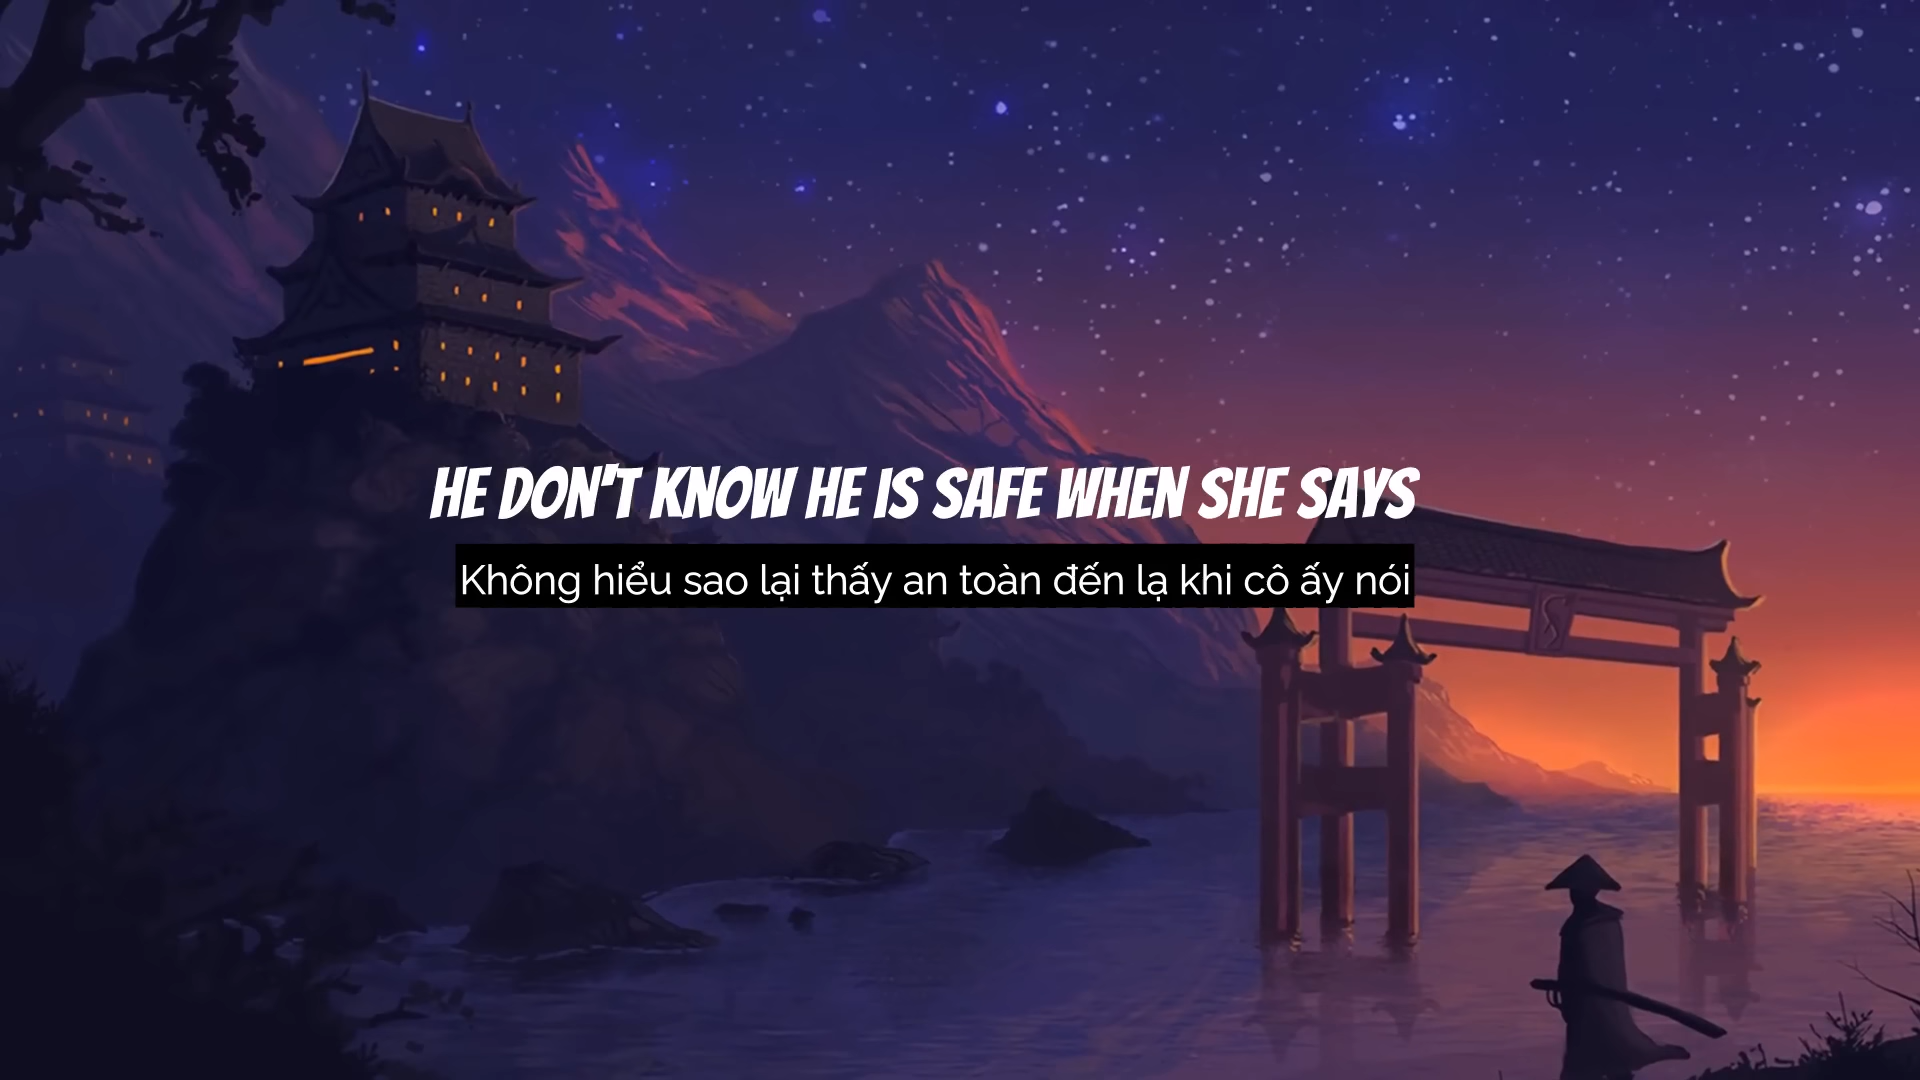 HE DON'T KNOW HE IS SAFE WHEN SHE SAYS
Không hiểu sao lại thấy an toàn đến lạ khi cô ấy nói